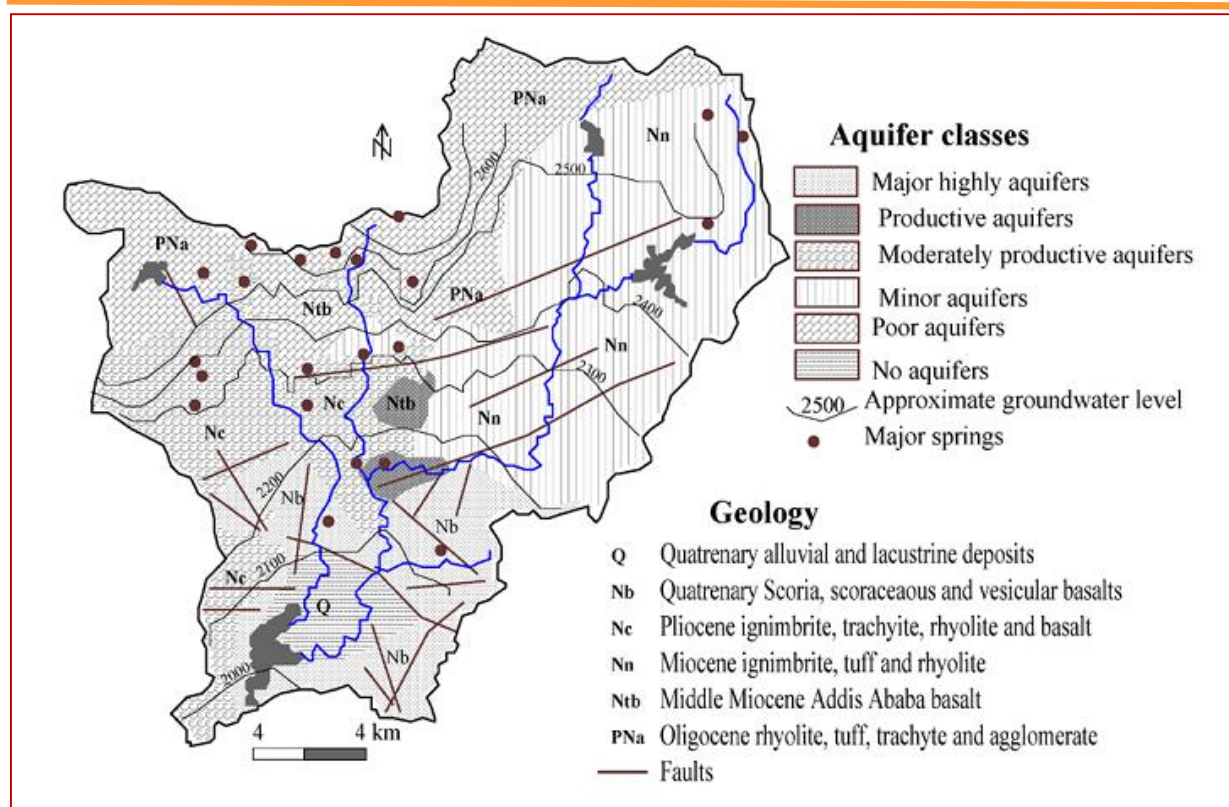 PNa
N
Nn
2500
2600
PNa
Ntb
PNa
2400
Nn
2300
Ntb
Nc
Nn
Nc
2200
Nb
Nb
Nc
2100
Q
Nb
2000
4 4 km
Aquifer classes
Major highly aquifers
Productive aquifers
Moderately productive aquifers
Minor aquifers
Poor aquifers
No aquifers
2500 Approximate groundwater level
Major springs
Geology
Q Quatrenary alluvial and lacustrine deposits
Nb Quatrenary Scoria, scoraceaous and vesicular basalts
Nc Pliocene ignimbrite, trachyite, rhyolite and basalt
Nn Miocene ignimbrite, tuff and rhyolite
Ntb Middle Miocene Addis Ababa basalt
PNa Oligocene rhyolite, tuff, trachyte and agglomerate
Faults